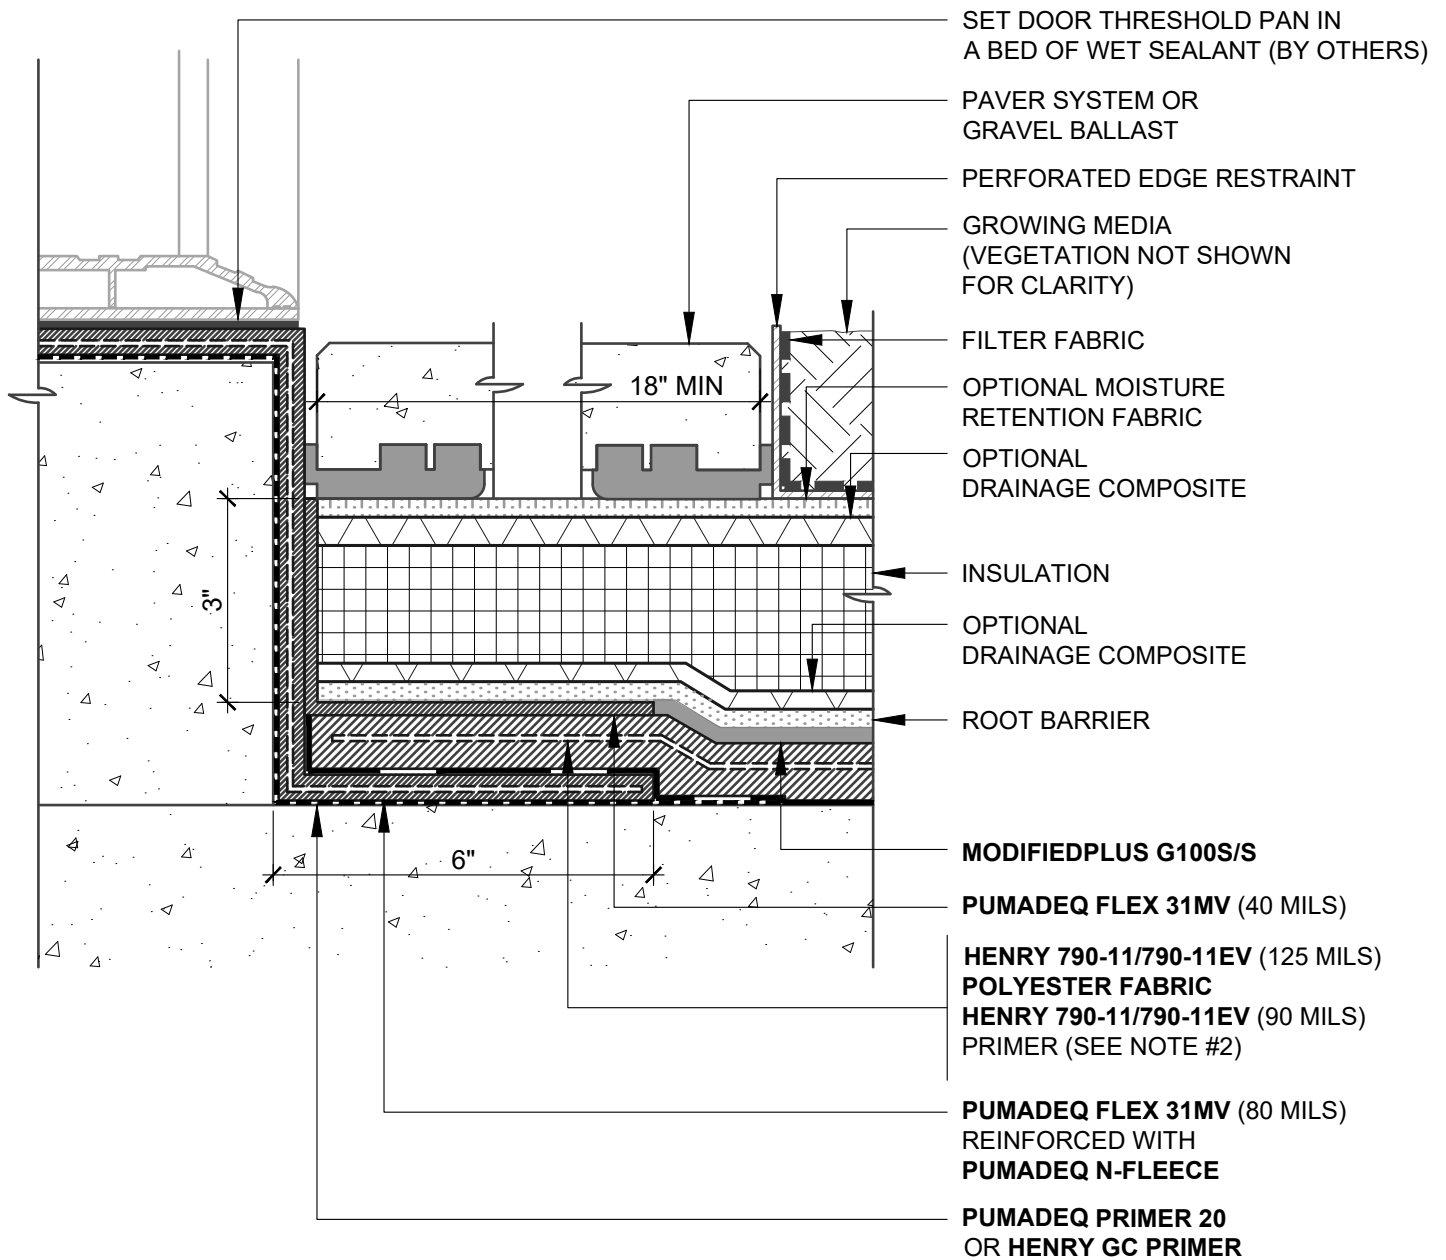 SET DOOR THRESHOLD PAN IN
A BED OF WET SEALANT (BY OTHERS)
PAVER SYSTEM OR
GRAVEL BALLAST
PERFORATED EDGE RESTRAINT
GROWING MEDIA
(VEGETATION NOT SHOWN
FOR CLARITY)
FILTER FABRIC
OPTIONAL MOISTURE
RETENTION FABRIC
18" MIN
OPTIONAL
DRAINAGE COMPOSITE
INSULATION
3"
OPTIONAL
DRAINAGE COMPOSITE
ROOT BARRIER
6"
MODIFIEDPLUS G100S/S
PUMADEQ FLEX 31MV (40 MILS)
HENRY 790-11/790-11EV (125 MILS)
POLYESTER FABRIC
HENRY 790-11/790-11EV (90 MILS)
PRIMER (SEE NOTE #2)
PUMADEQ FLEX 31MV (80 MILS)
REINFORCED WITH
PUMADEQ N-FLEECE
PUMADEQ PRIMER 20
OR HENRY GC PRIMER